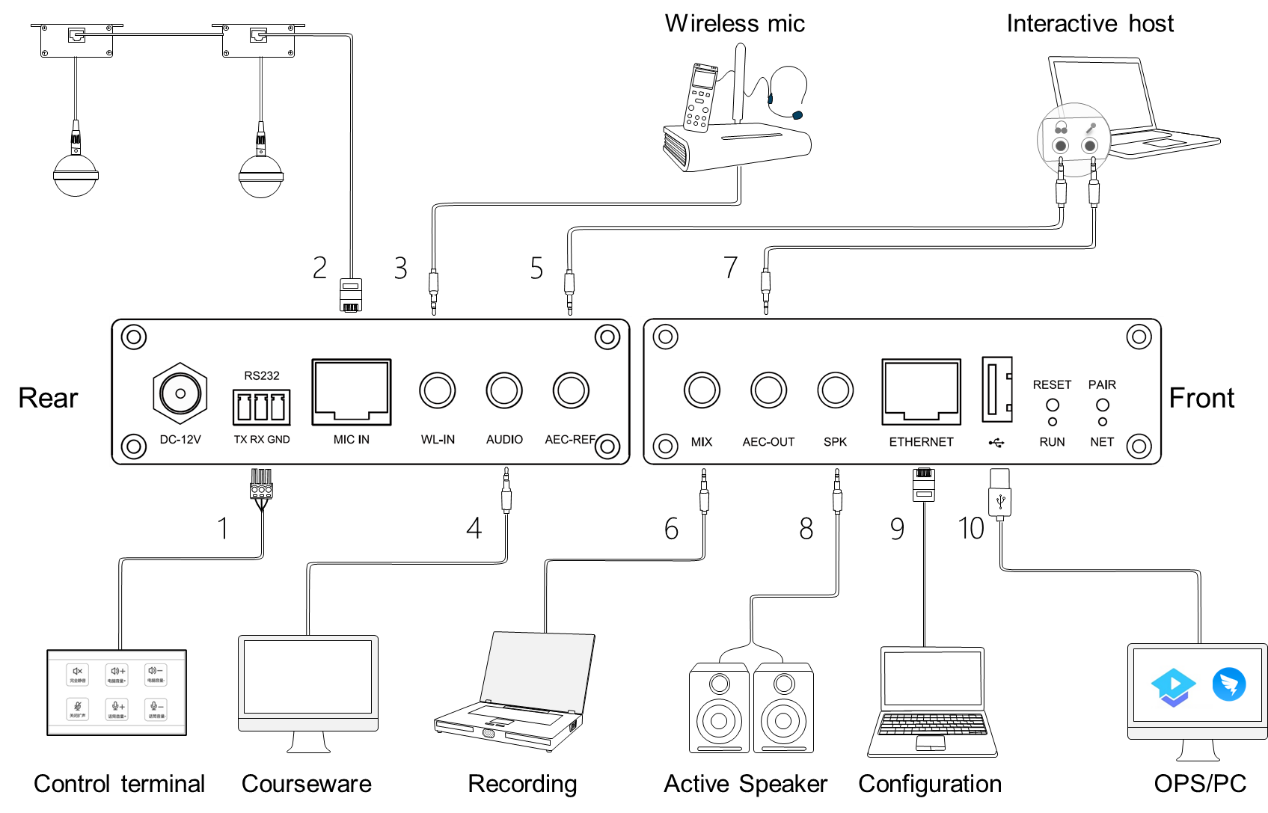 Wireless mic
Interactive host
2
3
5
7
Rear
RS232
DC-12V
TX RX GND
MIC IN
WL-IN
AUDIO
AEC-REF
MIX
AEC-OUT
SPK
ETHERNET
RESET
PAIR
RUN
NET
Front
1
4
6
8
9
10
Control terminal
Courseware
Recording
Active Speaker
Configuration
OPS/PC